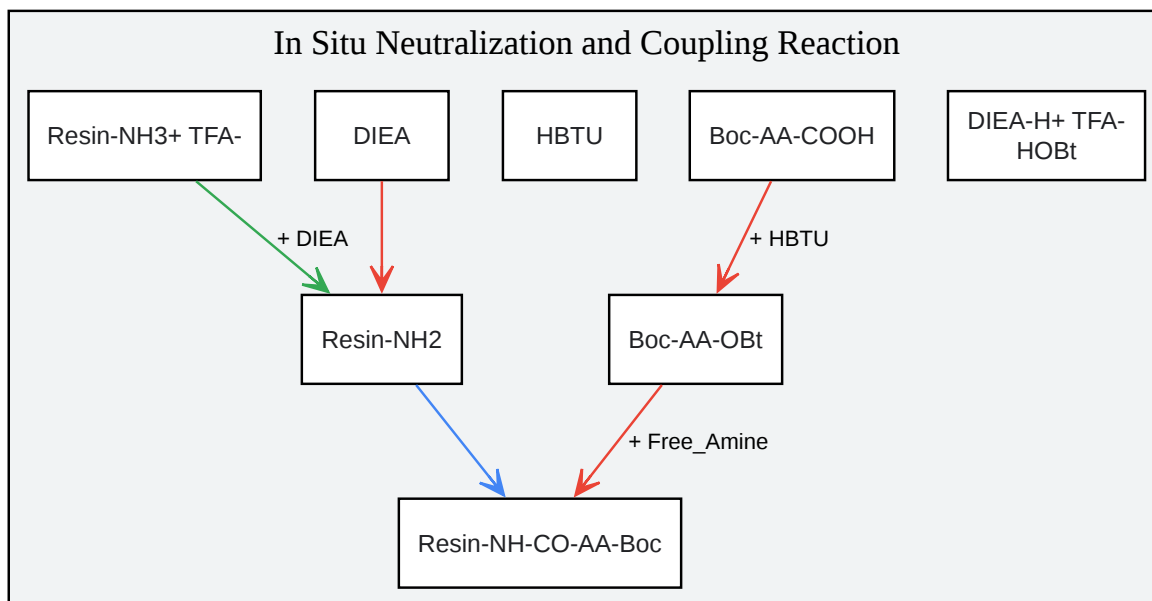 In Situ Neutralization and Coupling Reaction
Resin-NH3+ TFA-
DIEA
HBTU
Boc-AA-COOH
DIEA-H+ TFA-
HOBt
+ DIEA
+ HBTU
Resin-NH2
Boc-AA-OBt
+ Free_Amine
Resin-NH-CO-AA-Boc